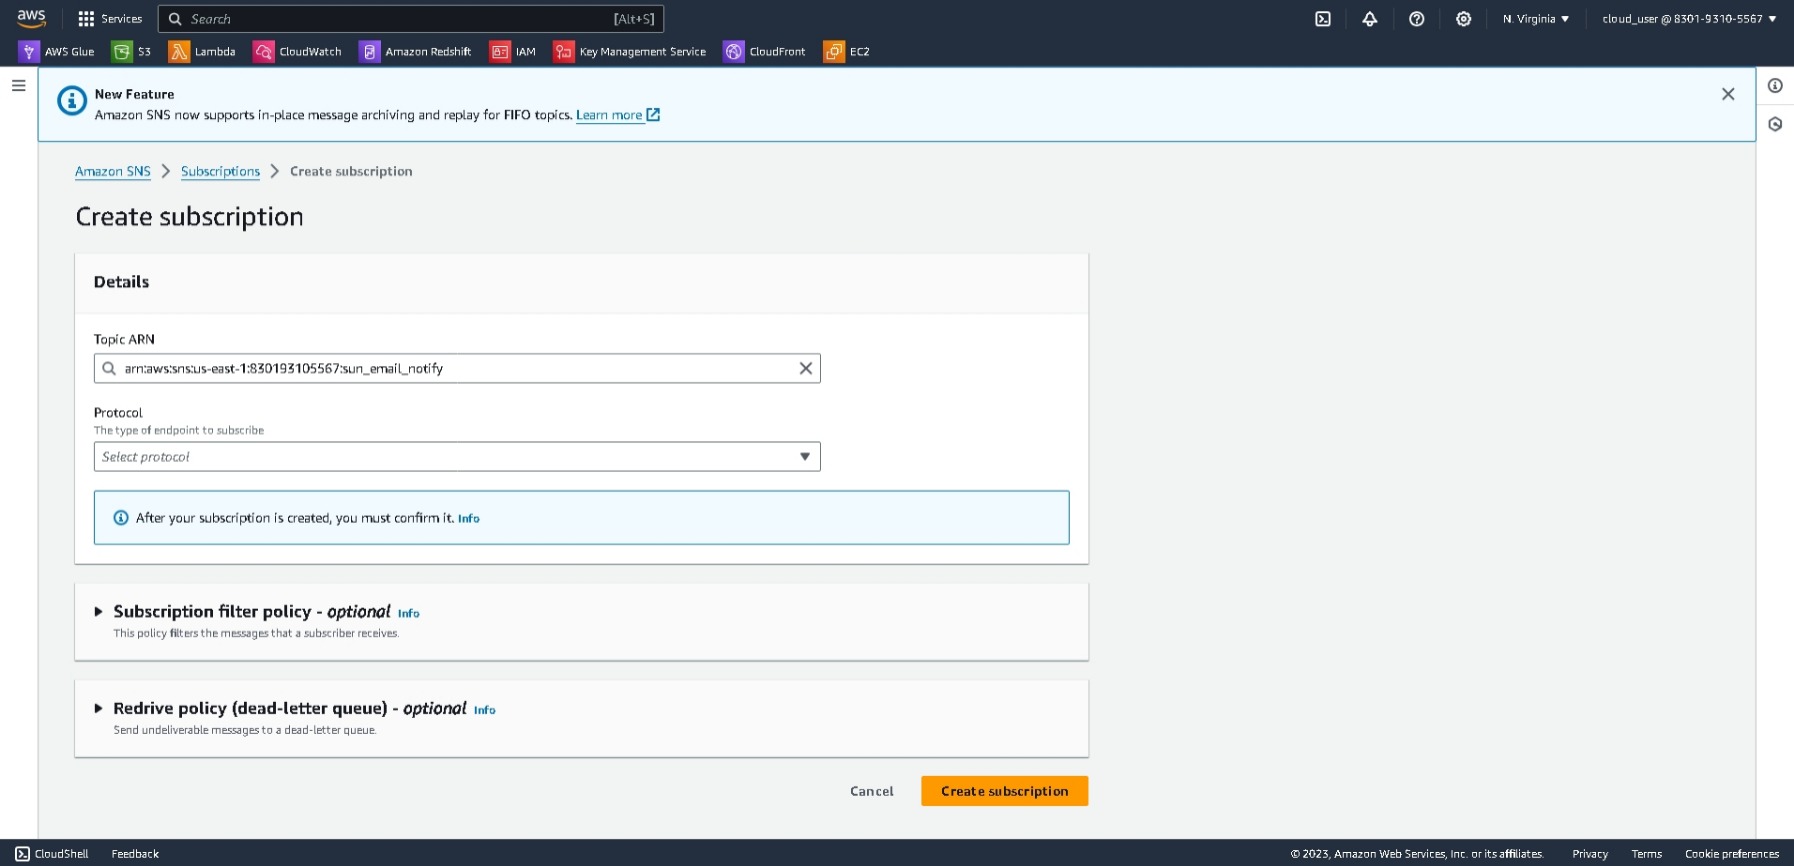 aws
Services
Search
[Alt+S]
N. Virginia
cloud_user @ 8301-9310-5567
AWS Glue
S3
Lambda
CloudWatch
Amazon Redshift
IAM
Key Management Service
CloudFront
EC2
New Feature
Amazon SNS now supports in-place message archiving and replay for FIFO topics. Learn more
Amazon SNS
Subscriptions
Create subscription
Create subscription
Details
Topic ARN
arn:aws:sns:us-east-1:830193105567:sun_email_notify
Protocol
The type of endpoint to subscribe
Select protocol
After your subscription is created, you must confirm it. Info
Subscription filter policy - optional Info
This policy filters the messages that a subscriber receives.
Redrive policy (dead-letter queue) - optional Info
Send undeliverable messages to a dead-letter queue.
Cancel
Create subscription
CloudShell
Feedback
© 2023, Amazon Web Services, Inc. or its affiliates.
Privacy
Terms
Cookie preferences